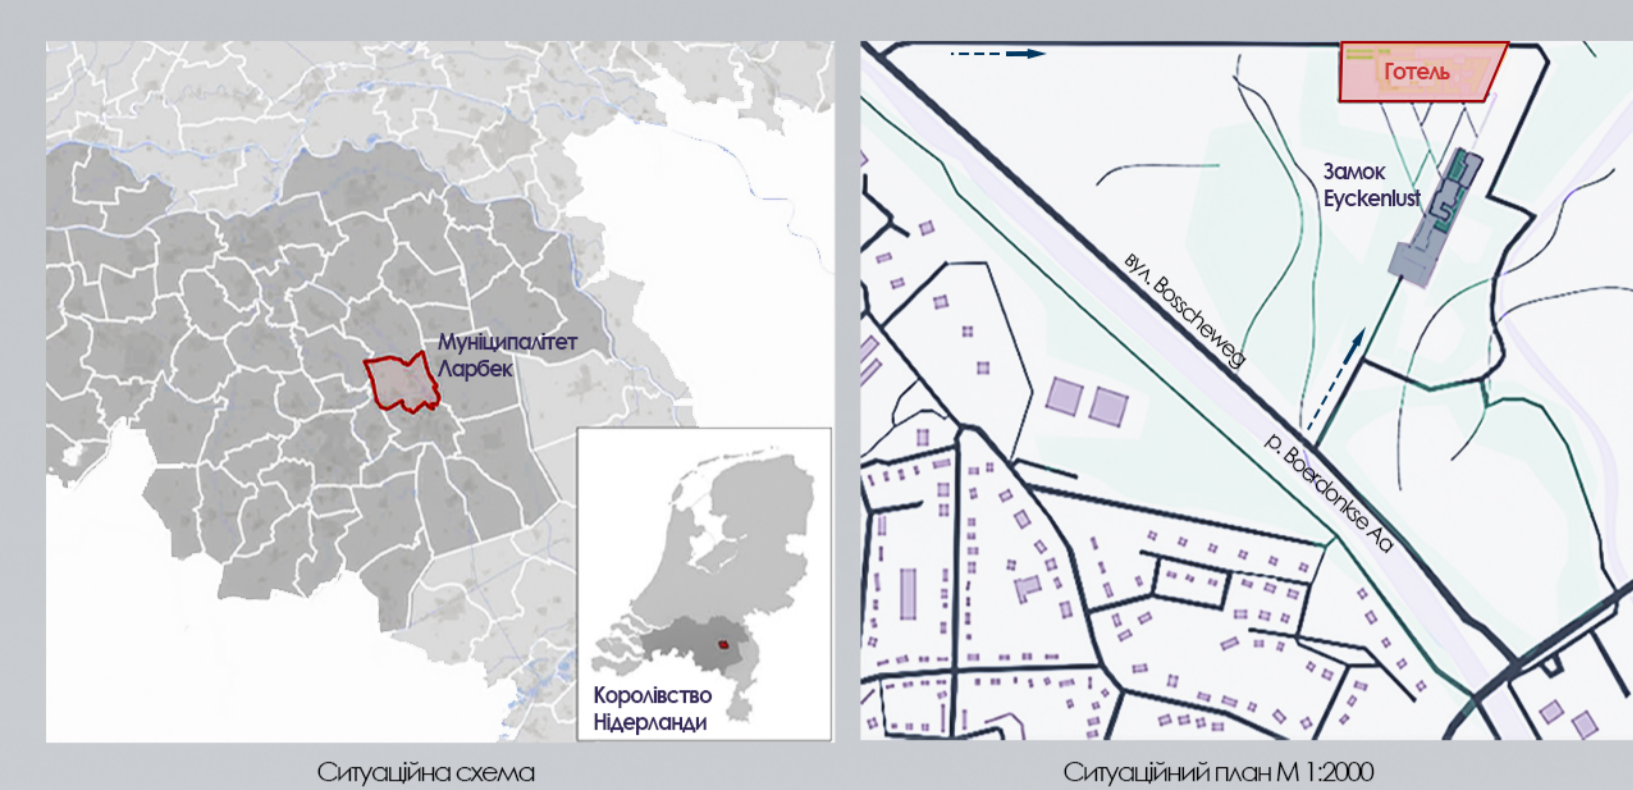 Муніципалітет
Ларбек
Королівство
Нідерланди
Ситуаційна схема
Готель
Замок
Eyckenlust
вул. Bosscheweg
р. Boerdonkse Aa
Ситуаційний план М 1:2000